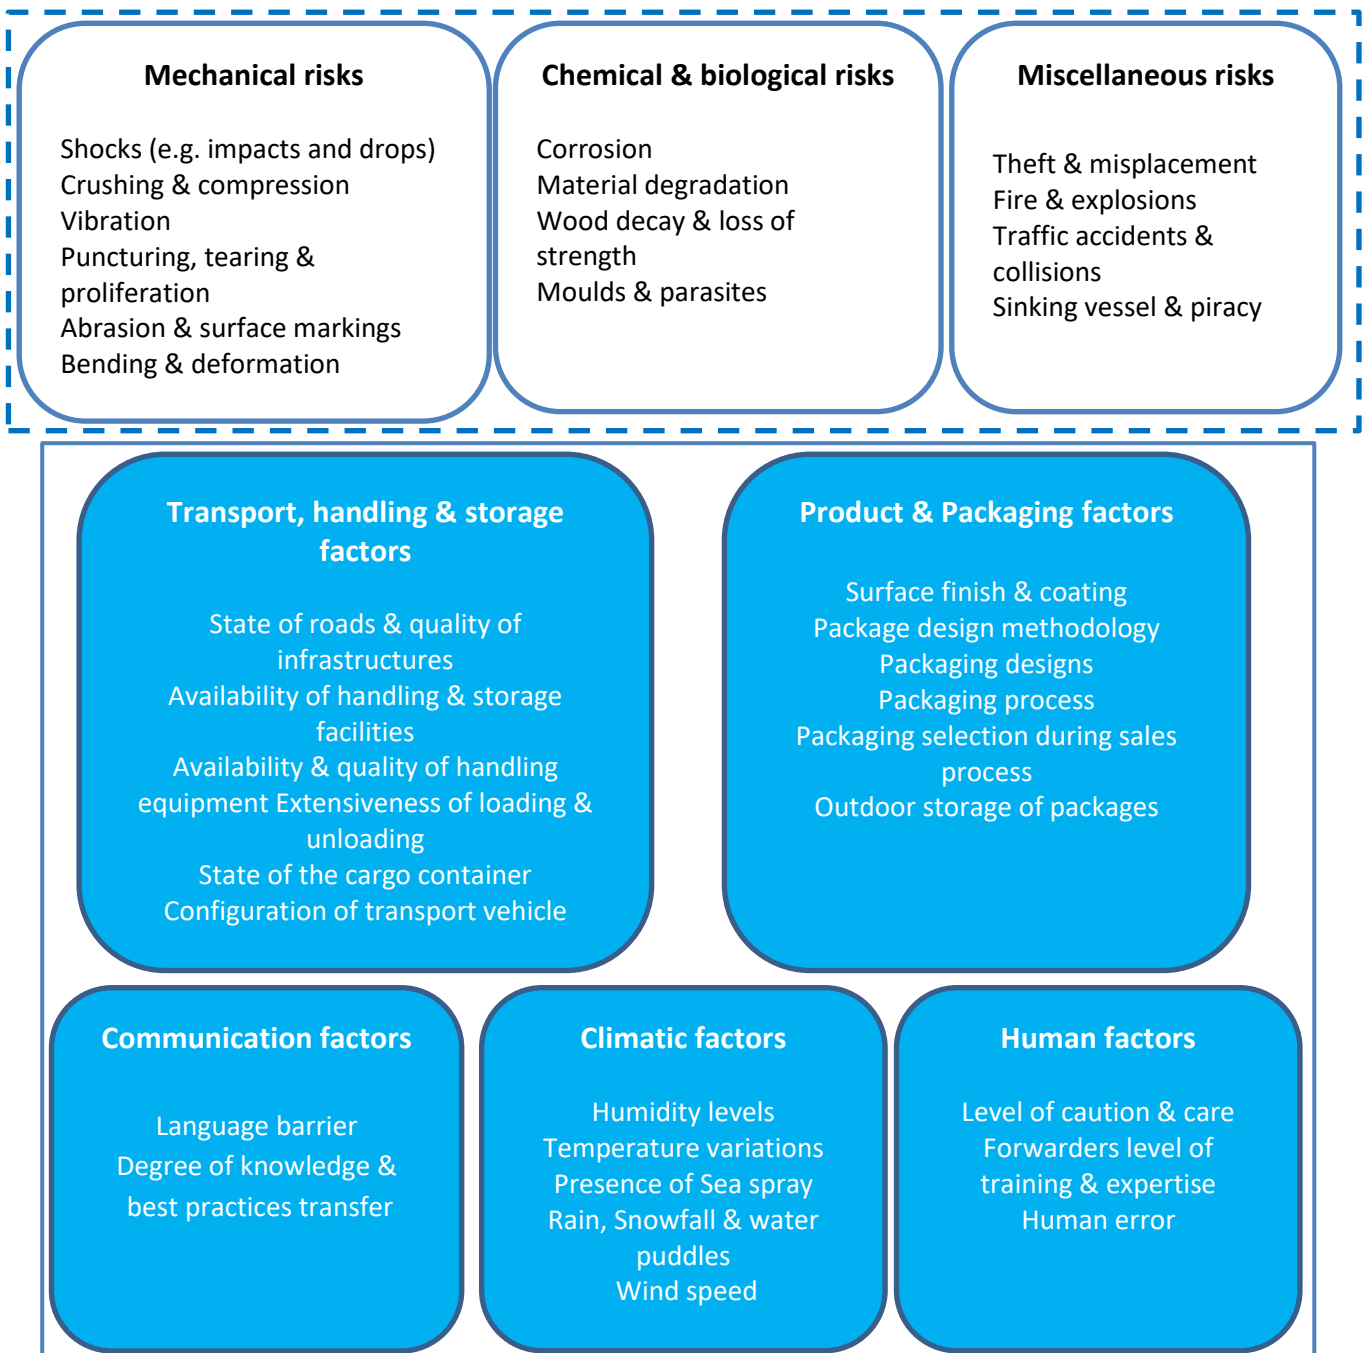 Mechanical risks
Shocks (e.g. impacts and drops)
Crushing & compression
Vibration
Puncturing, tearing &
proliferation
Abrasion & surface markings
Bending & deformation
Chemical & biological risks
Corrosion
Material degradation
Wood decay & loss of
strength
Moulds & parasites
Miscellaneous risks
Theft & misplacement
Fire & explosions
Traffic accidents &
collisions
Sinking vessel & piracy
Transport, handling & storage
factors
State of roads & quality of
infrastructures
Availability of handling & storage
facilities
Availability & quality of handling
equipment Extensiveness of loading &
unloading
State of the cargo container
Configuration of transport vehicle
Product & Packaging factors
Surface finish & coating
Package design methodology
Packaging designs
Packaging process
Packaging selection during sales
process
Outdoor storage of packages
Communication factors
Language barrier
Degree of knowledge &
best practices transfer
Climatic factors
Humidity levels
Temperature variations
Presence of Sea spray
Rain, Snowfall & water
puddles
Wind speed
Human factors
Level of caution & care
Forwarders level of
training & expertise
Human error